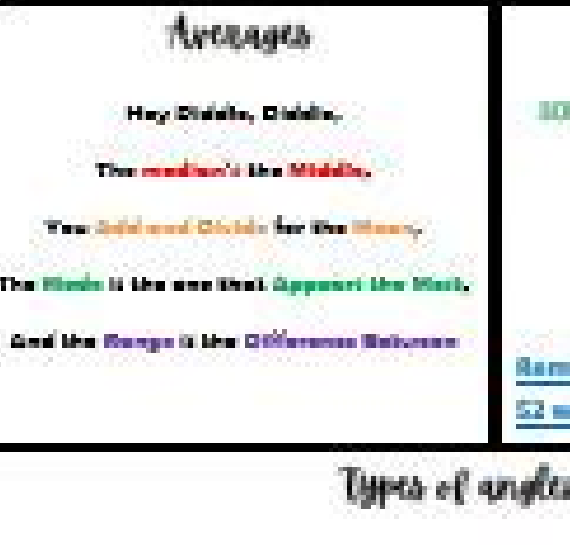 Averages
Hey Diddle, Diddle,
The median's the Middle,
You Add and Divide for the Mean,
The Mode is the one that Appears the Most,
And the Range is the Difference Between
52
Types of angles